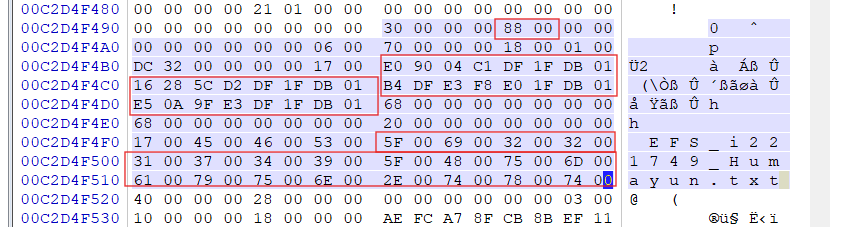 00C2D4F480 00 00 00 00 21 01 00 00 00 00 00 00 00 00 00 00 !
00C2D4F490 00 00 00 00 00 00 00 00 30 00 00 00 88 00 00 00 0 ˆ
00C2D4F4A0 00 00 00 00 00 00 06 00 70 00 00 00 18 00 01 00 p
00C2D4F4B0 DC 32 00 00 00 00 17 00 E0 90 04 C1 DF 1F DB 01 Ü2 à Áß Û
00C2D4F4C0 16 28 5C D2 DF 1F DB 01 B4 DF E3 F8 E0 1F DB 01 (\Òß Û ´ßãøà Û
00C2D4F4D0 E5 0A 9F E3 DF 1F DB 01 68 00 00 00 00 00 00 00 å Ÿãß Û h
00C2D4F4E0 68 00 00 00 00 00 00 00 20 00 00 00 00 00 00 00 h
00C2D4F4F0 17 00 45 00 46 00 53 00 5F 00 69 00 32 00 32 00 E F S _ i 2 2
00C2D4F500 31 00 37 00 34 00 39 00 5F 00 48 00 75 00 6D 00 1 7 4 9 _ H u m
00C2D4F510 61 00 79 00 75 00 6E 00 2E 00 74 00 78 00 74 00 a y u n . t x t
00C2D4F520 40 00 00 00 28 00 00 00 00 00 00 00 00 00 03 00 @ (
00C2D4F530 10 00 00 00 18 00 00 00 AE FC A7 8F CB 8B EF 11 ®ü§ Ë‹ï